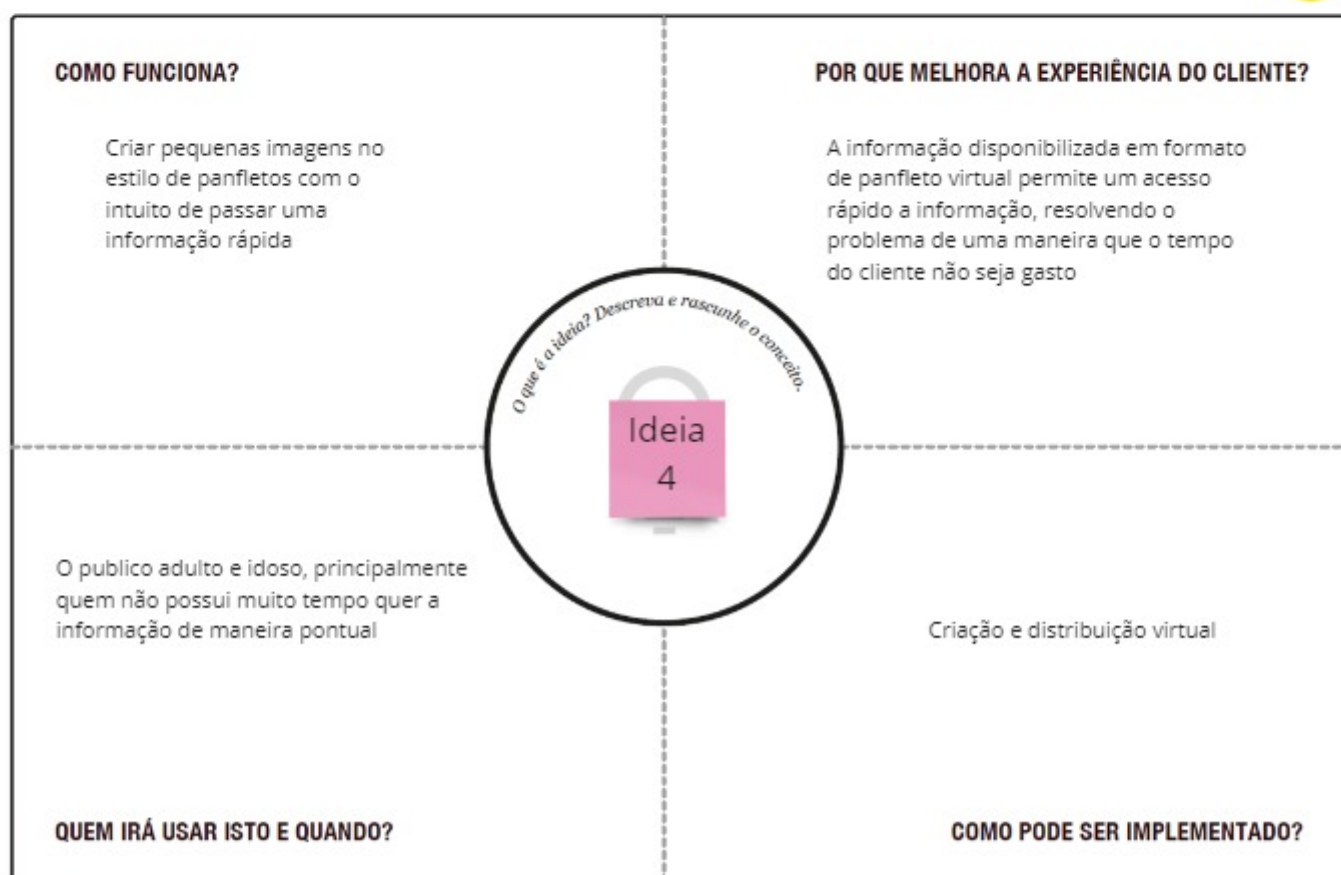 COMO FUNCIONA?
Criar pequenas imagens no
estilo de panfletos com o
intuito de passar uma
informação rápida
POR QUE MELHORA A EXPERIÊNCIA DO CLIENTE?
A informação disponibilizada em formato
de panfleto virtual permite um acesso
rápido a informação, resolvendo o
problema de uma maneira que o tempo
do cliente não seja gasto
O que é a ideia? Descreva e rascunhe o conceito.
Ideia
4
O publico adulto e idoso, principalmente
quem não possui muito tempo quer a
informação de maneira pontual
QUEM IRÁ USAR ISTO E QUANDO?
Criação e distribuição virtual
COMO PODE SER IMPLEMENTADO?